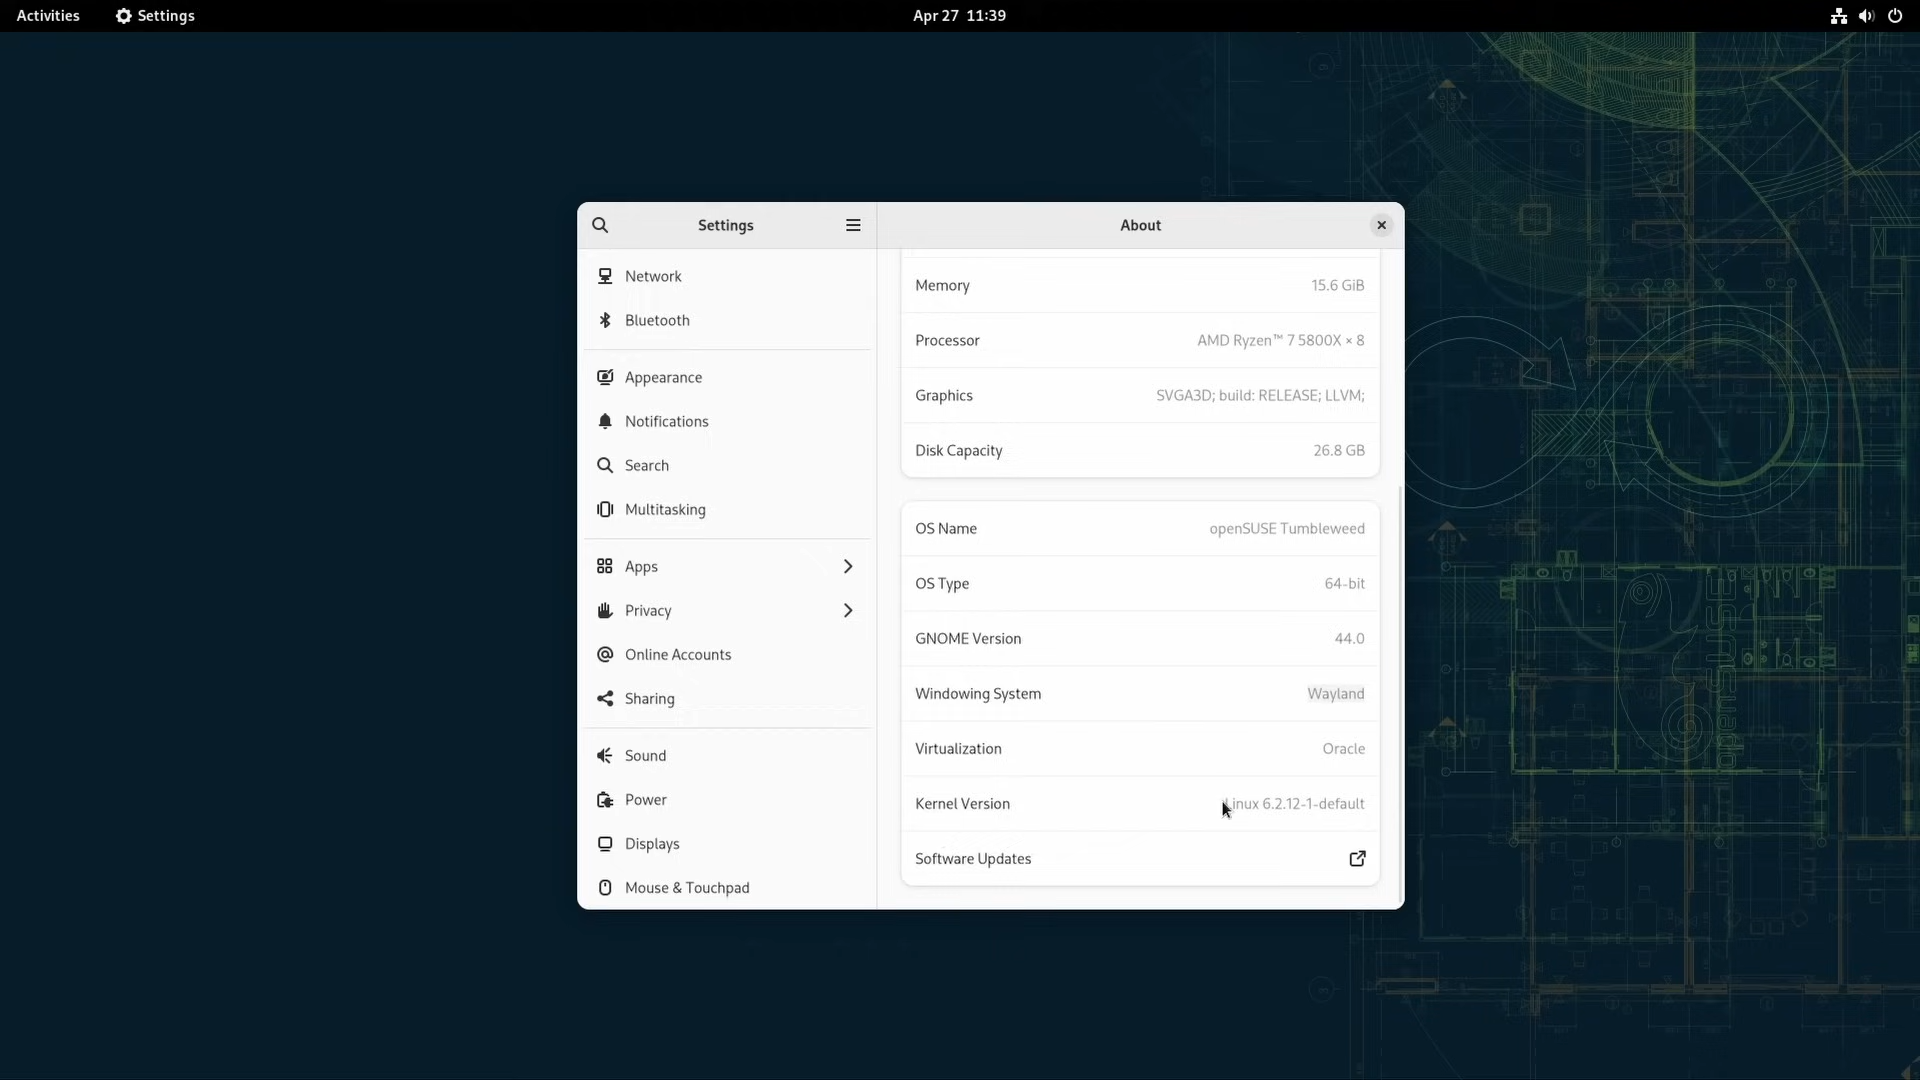 Activities
Settings
Apr 27 11:39
Settings
About
Network
Bluetooth
Appearance
Notifications
Search
Multitasking
Apps
Privacy
Online Accounts
Sharing
Sound
Power
Displays
Mouse & Touchpad
Memory 15.6 GiB
Processor AMD Ryzen™ 7 5800X × 8
Graphics SVGA3D; build: RELEASE; LLVM;
Disk Capacity 26.8 GB
OS Name openSUSE Tumbleweed
OS Type 64-bit
GNOME Version 44.0
Windowing System Wayland
Virtualization Oracle
Kernel Version Linux 6.2.12-1-default
Software Updates
openSUSE